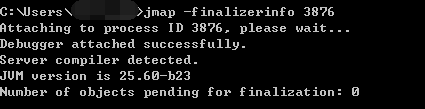 C:\Users\ >jmap -finalizerinfo 3876
Attaching to process ID 3876, please wait...
Debugger attached successfully.
Server compiler detected.
JVM version is 25.60-b23
Number of objects pending for finalization: 0